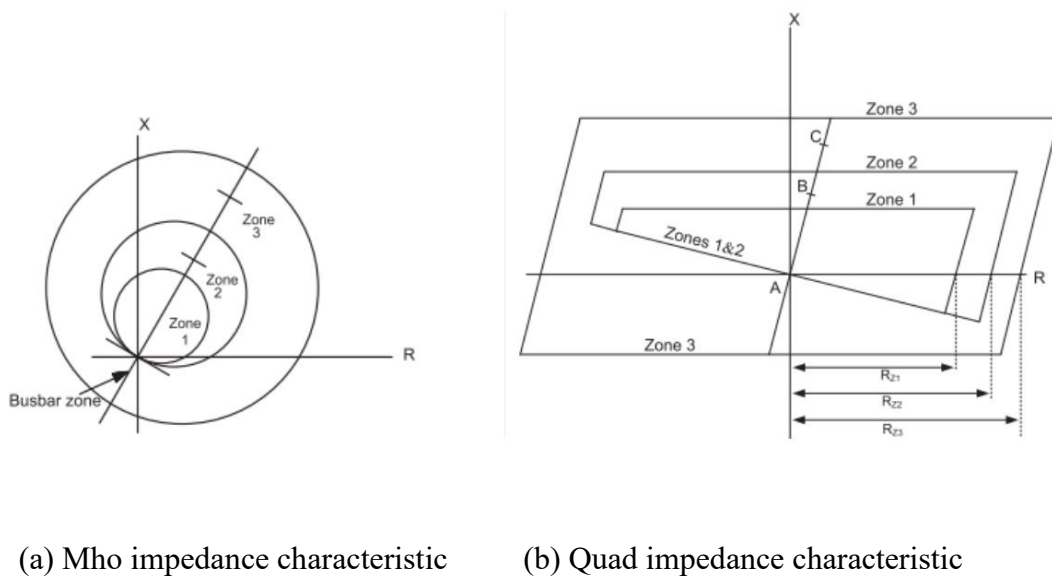 X
Zone
3
Zone
2
Zone
1
R
Busbar zone
X
Zone 3
C
Zone 2
B
Zone 1
Zones 1&2
A
R
Zone 3
RZ1
RZ2
RZ3
(a) Mho impedance characteristic
(b) Quad impedance characteristic